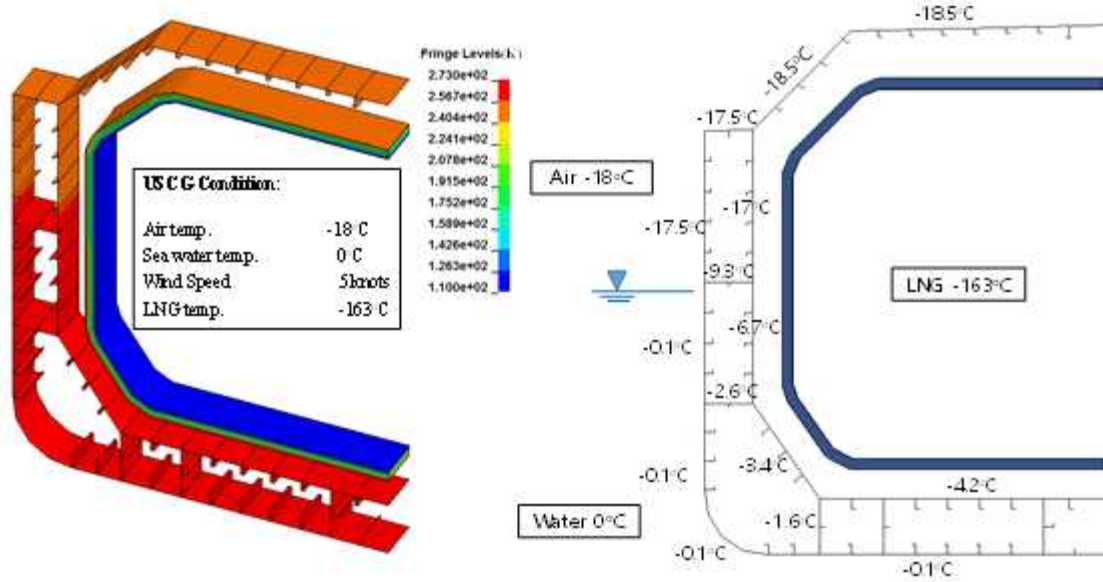 Fringe Levels(K)
2.730e+02
2.567e+02
2.404e+02
2.241e+02
2.078e+02
1.915e+02
1.752e+02
1.589e+02
1.426e+02
1.263e+02
1.100e+02
USCG Condition:
Air temp. -18°C
Sea water temp. 0°C
Wind Speed 5knots
LNG temp. -163°C
-18.5°C
-18.5°C
-17.5°C
Air -18°C
-17°C
-17.5°C
-9.3°C
LNG -163°C
-6.7°C
-0.1°C
-2.6°C
-3.4°C
-0.1°C
-4.2°C
Water 0°C
-1.6°C
-0.1°C
-0.1°C